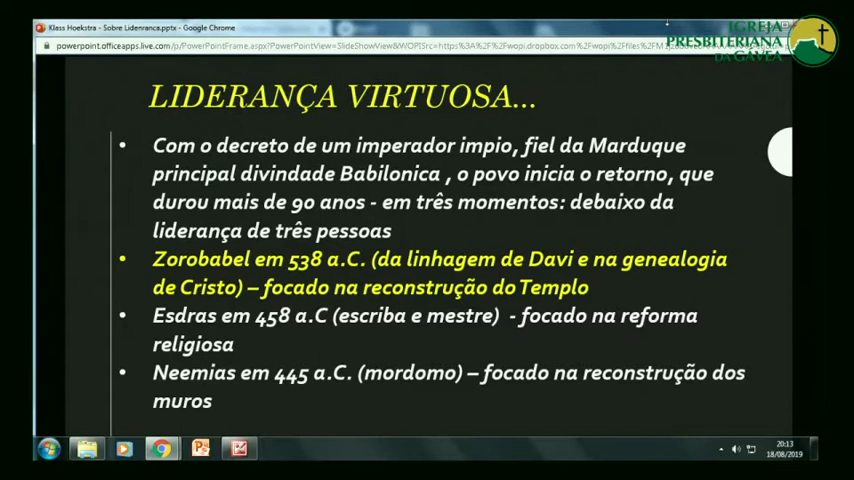 Klass Hoekstra - Sobre Lidenranca.pptx - Google Chrome
IGREJA
PRESBITERIANA
DA GÁVEA
LIDERANÇA VIRTUOSA...
• Com o decreto de um imperador impio, fiel da Marduque
principal divindade Babilonica , o povo inicia o retorno, que
durou mais de 90 anos - em três momentos: debaixo da
liderança de três pessoas
• Zorobabel em 538 a.C. (da linhagem de Davi e na genealogia
de Cristo) – focado na reconstrução do Templo
• Esdras em 458 a.C (escriba e mestre) - focado na reforma
religiosa
• Neemias em 445 a.C. (mordomo) – focado na reconstrução dos
muros
20:13
18/08/2019